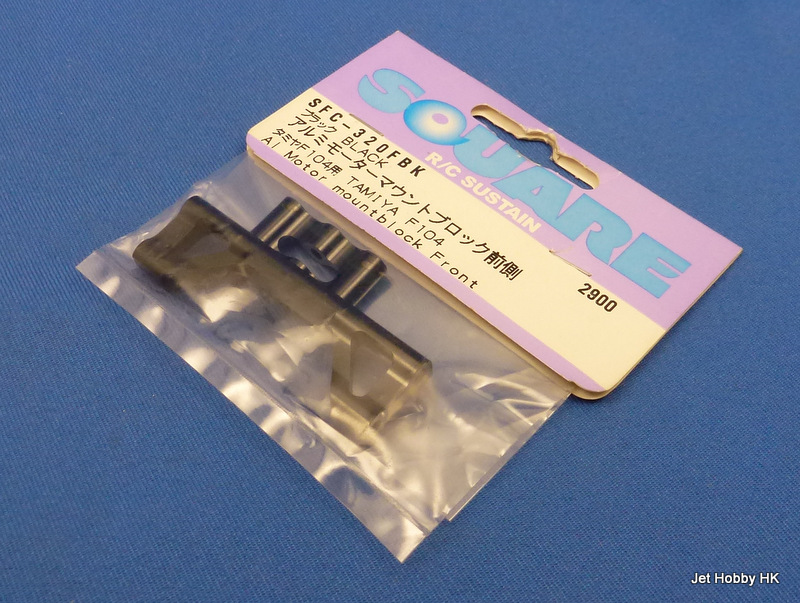 SQUARE
R/C SUSTAIN
SFC-320FBK
ブラック BLACK
アルミモーターマウントブロック前側
タミヤF104用 TAMIYA F104
Al Motor mountblock Front
2900
Jet Hobby HK